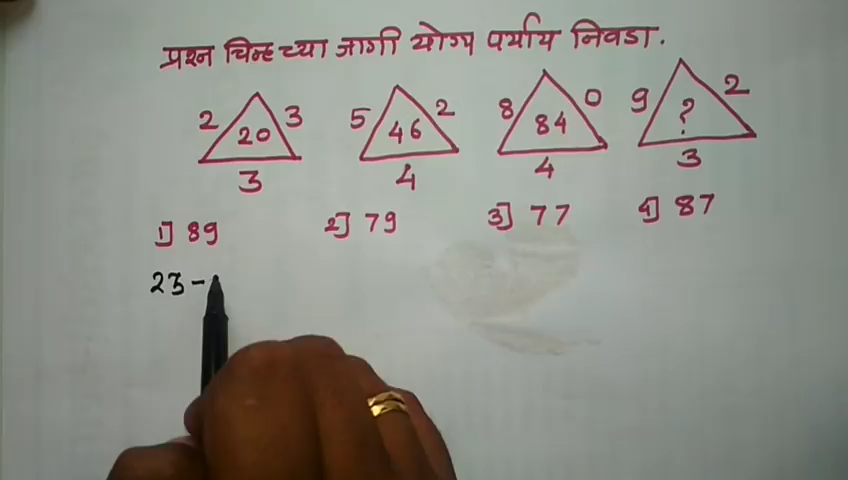 प्रश्न चिन्ह च्या जागी योग्य पर्याय निवडा.
2 20 3 5 46 2 8 84 0 9 ? 2
3 4 4 3
1] 89 2] 79 3] 77 4] 87
23 -